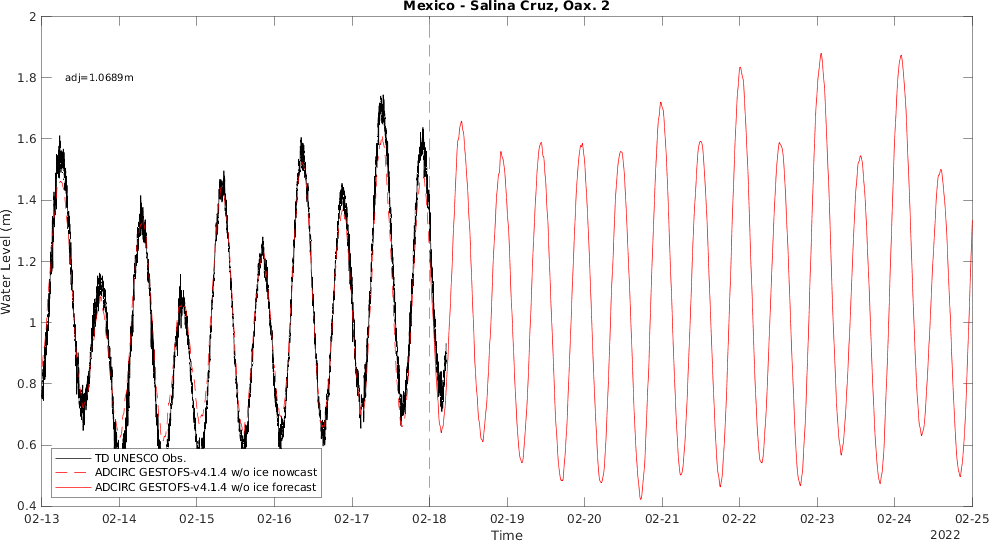 Mexico - Salina Cruz, Oax. 2
2
1.8
1.6
1.4
1.2
1
0.8
0.6
0.4
Water Level (m)
adj=1.0689m
TD UNESCO Obs.
ADCIRC GESTOFS-v4.1.4 w/o ice nowcast
ADCIRC GESTOFS-v4.1.4 w/o ice forecast
02-13 02-14 02-15 02-16 02-17 02-18 02-19 02-20 02-21 02-22 02-23 02-24 02-25
Time
2022